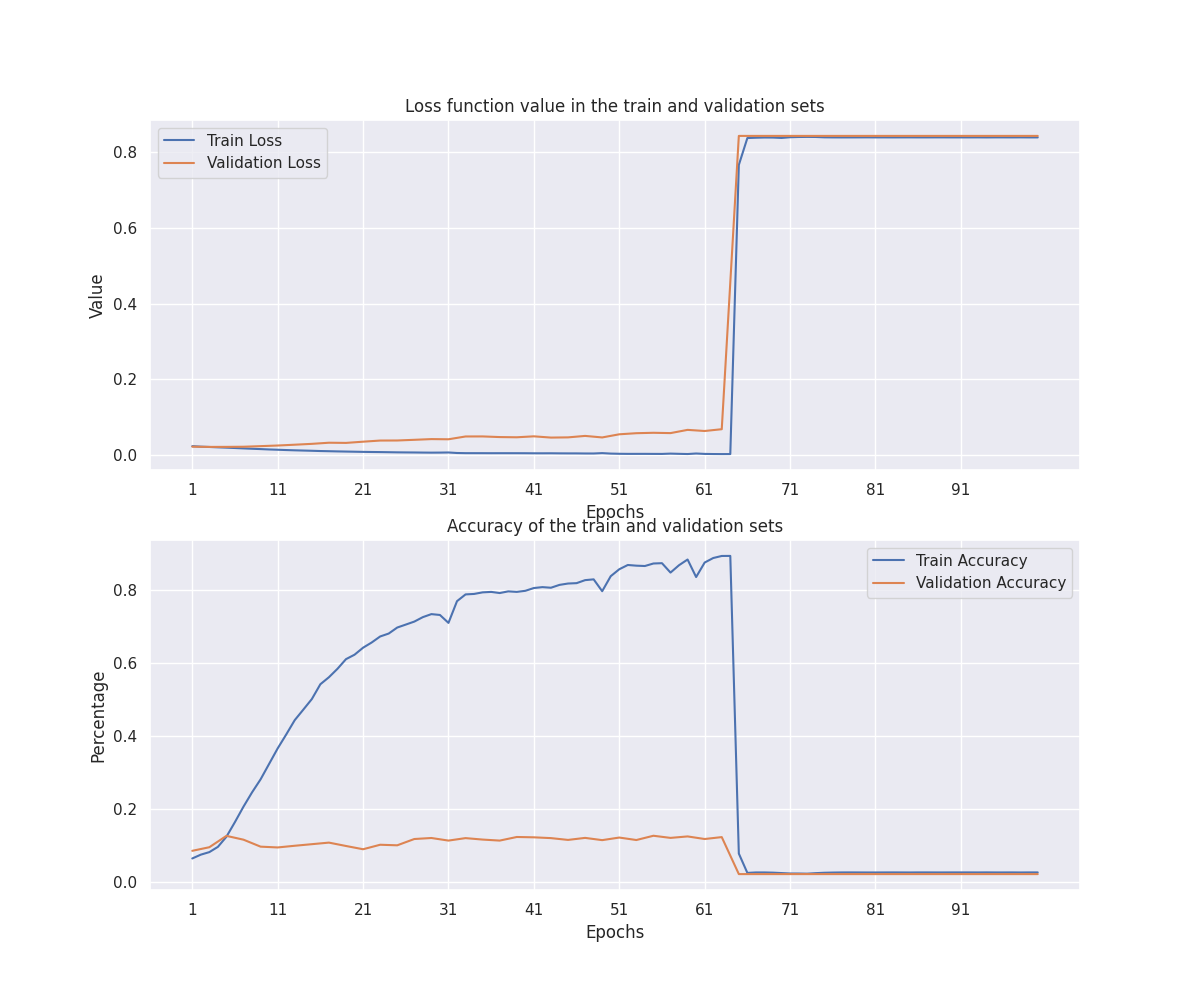 Loss function value in the train and validation sets
Train Loss
Validation Loss
Value
0.8
0.6
0.4
0.2
0.0
1 11 21 31 41 51 61 71 81 91
Epochs
Accuracy of the train and validation sets
Train Accuracy
Validation Accuracy
Percentage
0.8
0.6
0.4
0.2
0.0
1 11 21 31 41 51 61 71 81 91
Epochs